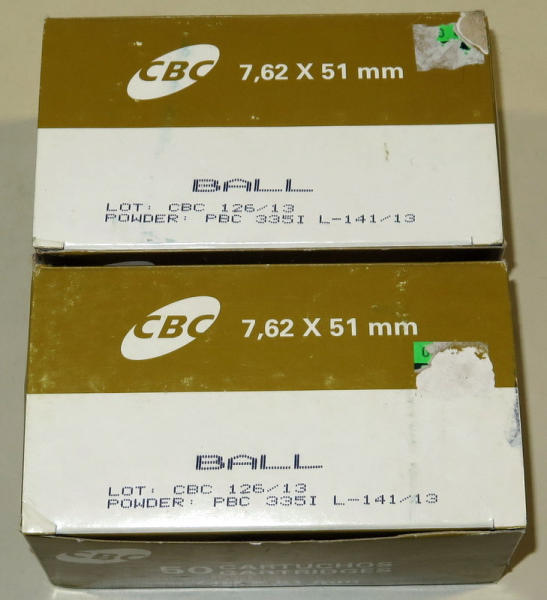 CBC 7,62 X 51 mm
BALL
LOT: CBC 126/13
POWDER: PBC 335I L-141/13
CBC 7,62 X 51 mm
BALL
LOT: CBC 126/13
POWDER: PBC 335I L-141/13
CBC 50 CARTUCHOS
CARTRIDGES